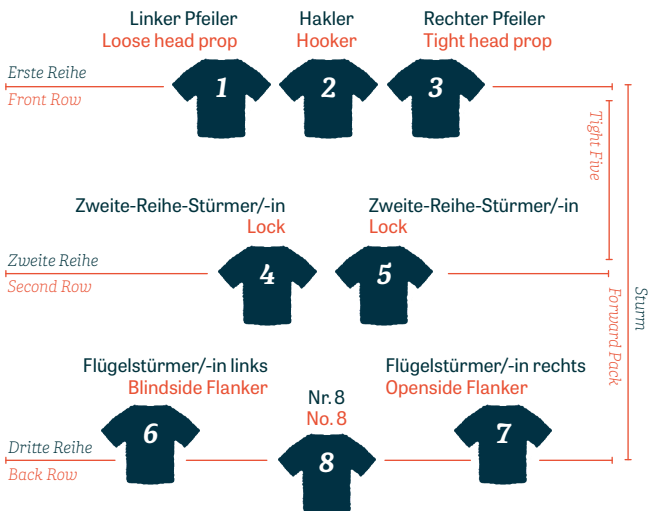 Linker Pfeiler
Loose head prop
Hakler
Hooker
Rechter Pfeiler
Tight head prop
Erste Reihe
Front Row
1
2
3
Tight Five
Zweite-Reihe-Stürmer/-in
Lock
Zweite-Reihe-Stürmer/-in
Lock
Zweite Reihe
Second Row
4
5
Sturm
Forward Pack
Flügelstürmer/-in links
Blindside Flanker
Nr. 8
No. 8
Flügelstürmer/-in rechts
Openside Flanker
Dritte Reihe
Back Row
6
8
7